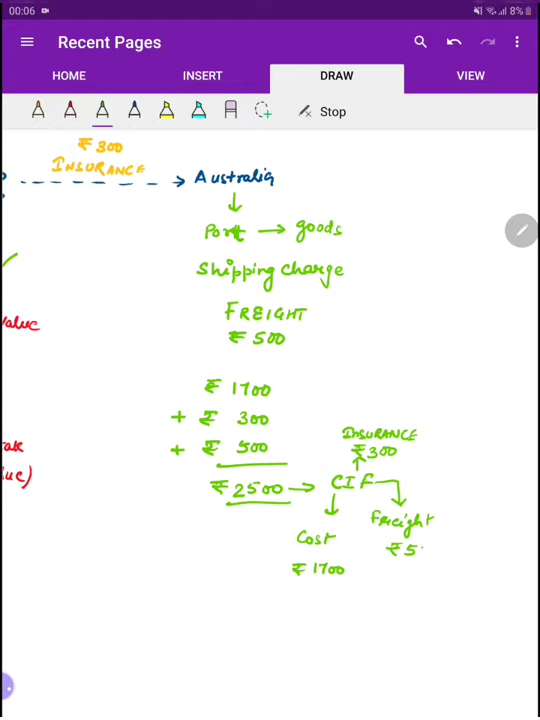 00:06 8%
Recent Pages
HOME INSERT DRAW VIEW
Stop
₹300
INSURANCE
→ Australia
Port → goods
Shipping charge
FREIGHT
₹ 500
value
₹ 1700
+ ₹ 300
+ ₹ 500
INSURANCE
₹300
₹ 2500 → CIF
Freight
₹5
Cost
₹ 1700